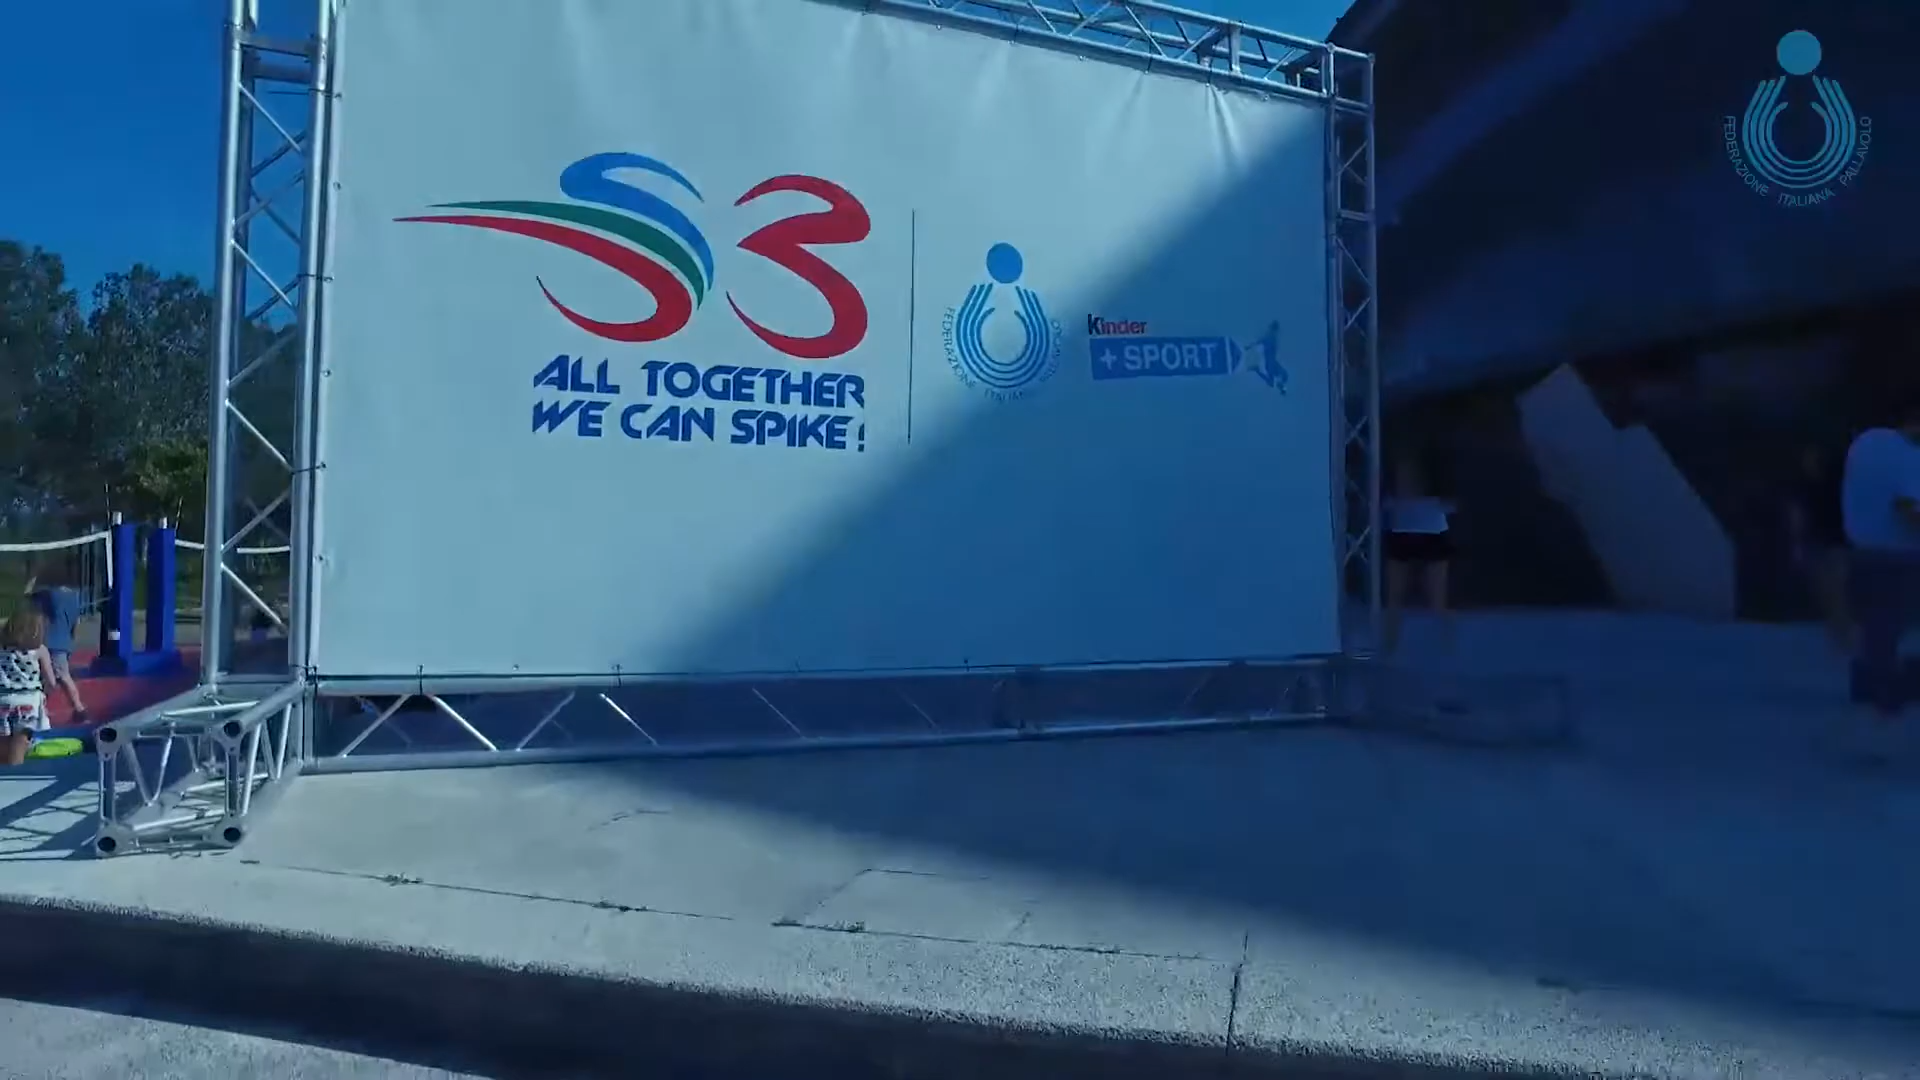 S3
ALL TOGETHER
WE CAN SPIKE!
FEDERAZIONE ITALIANA PALLAVOLO
Kinder
+SPORT
FEDERAZIONE ITALIANA PALLAVOLO